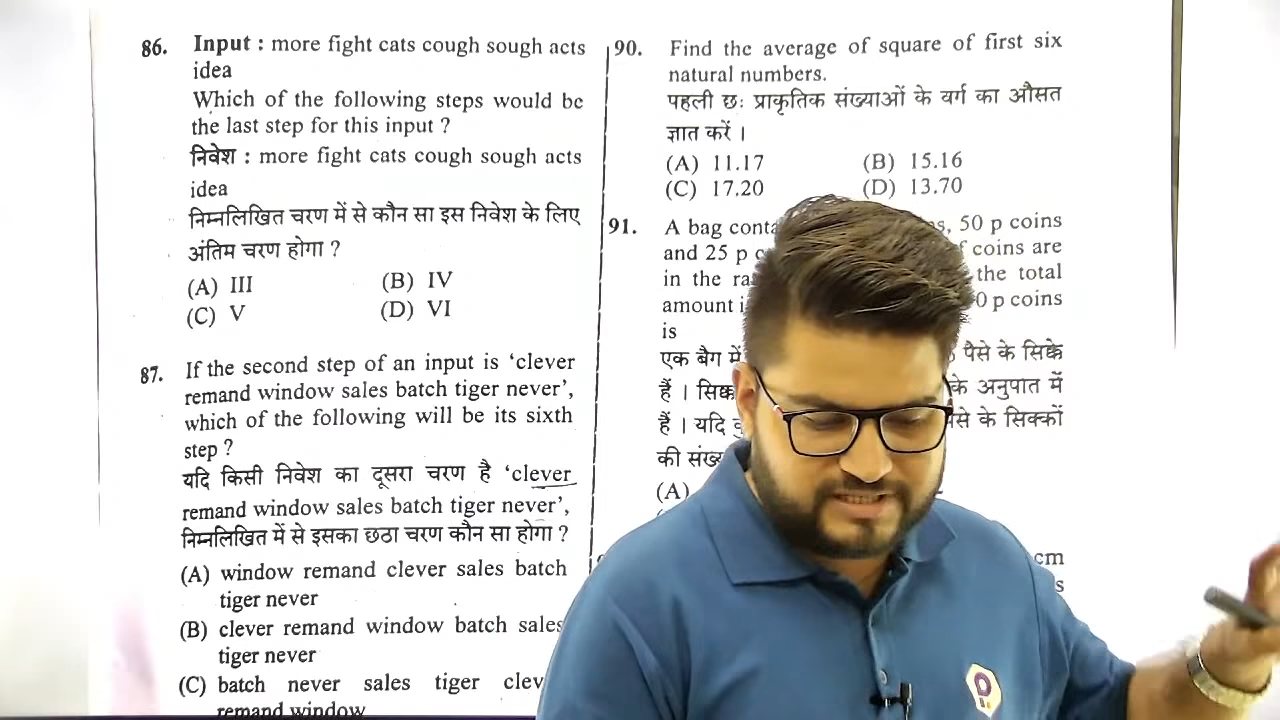 86. Input : more fight cats cough sough acts
idea
Which of the following steps would be
the last step for this input ?
निवेश : more fight cats cough sough acts
idea
निम्नलिखित चरण में से कौन सा इस निवेश के लिए
अंतिम चरण होगा ?
(A) III (B) IV
(C) V (D) VI
87. If the second step of an input is ‘clever
remand window sales batch tiger never’,
which of the following will be its sixth
step ?
यदि किसी निवेश का दूसरा चरण है ‘clever
remand window sales batch tiger never’,
निम्नलिखित में से इसका छठा चरण कौन सा होगा ?
(A) window remand clever sales batch
tiger never
(B) clever remand window batch sales
tiger never
(C) batch never sales tiger
remand window
90. Find the average of square of first six
natural numbers.
पहली छः प्राकृतिक संख्याओं के वर्ग का औसत
ज्ञात करें ।
(A) 11.17 (B) 15.16
(C) 17.20 (D) 13.70
91. A bag 50 p coins
and 25 p coins are
in the the total
amount p coins
is
एक बैग में पैसे के सिक्के
हैं । के अनुपात में
हैं । यदि के सिक्कों
की
(A)
cm